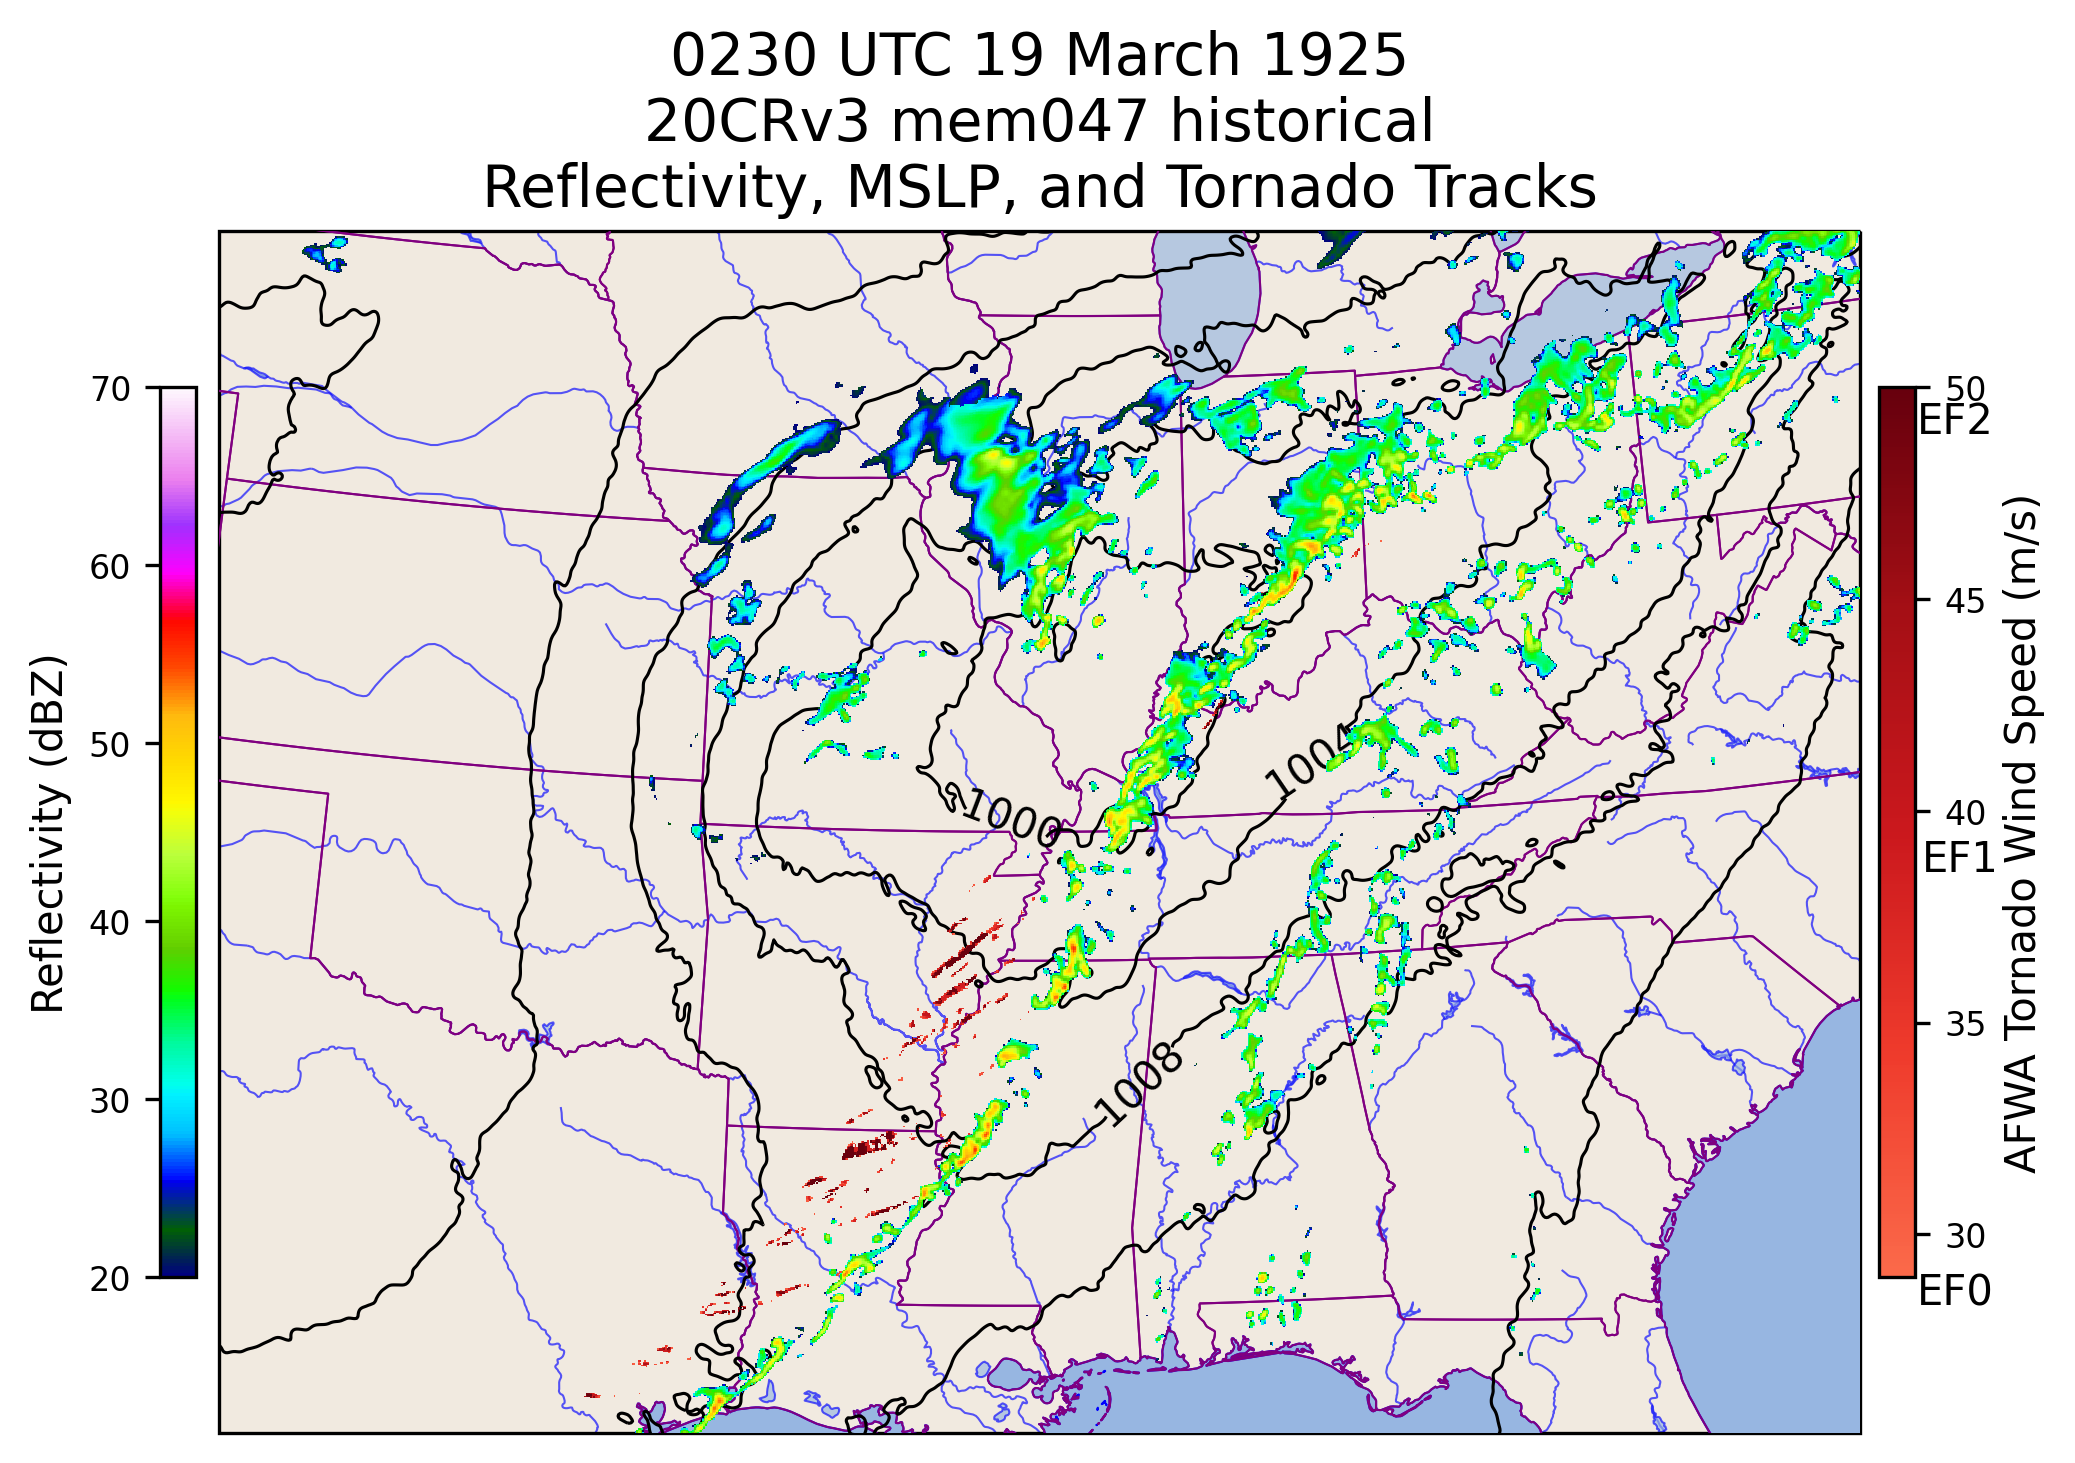 0230 UTC 19 March 1925
20CRv3 mem047 historical
Reflectivity, MSLP, and Tornado Tracks
Reflectivity (dBZ)
70
60
50
40
30
20
1000
1004
1008
50
EF2
45
40
EF1
35
30
EF0
AFWA Tornado Wind Speed (m/s)